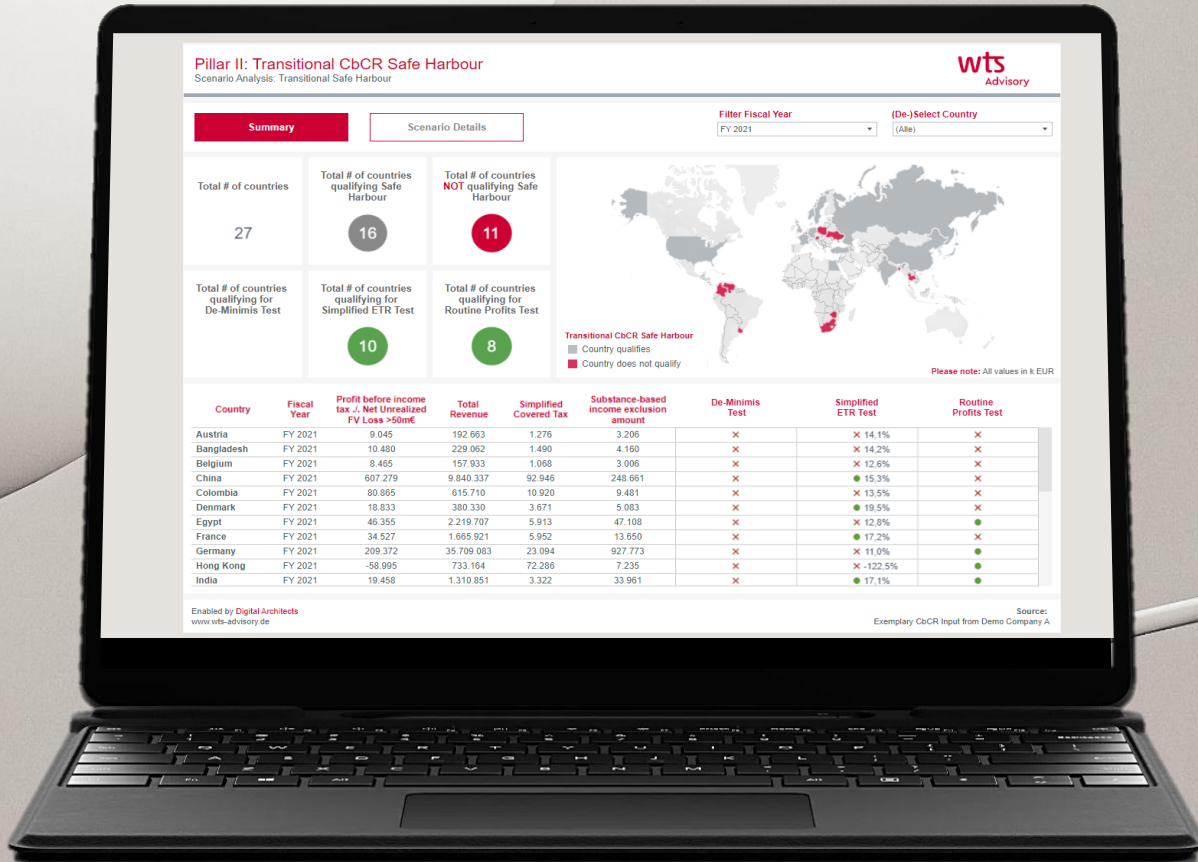 Pillar II: Transitional CbCR Safe Harbour
Scenario Analysis: Transitional Safe Harbour
wts
Advisory
Summary
Scenario Details
Filter Fiscal Year
FY 2021
(De-)Select Country
(Alle)
Total # of countries
27
Total # of countries
qualifying Safe
Harbour
16
Total # of countries
NOT qualifying Safe
Harbour
11
Total # of countries
qualifying for
De-Minimis Test
Total # of countries
qualifying for
Simplified ETR Test
10
Total # of countries
qualifying for
Routine Profits Test
8
Transitional CbCR Safe Harbour
Country qualifies
Country does not qualify
Please note: All values in k EUR
Country Fiscal Year Profit before income tax ./. Net Unrealized FV Loss >50m€ Total Revenue Simplified Covered Tax Substance-based income exclusion amount De-Minimis Test Simplified ETR Test Routine Profits Test
Austria FY 2021 9.045 192.663 1.276 3.206 ✕ ✕ 14,1% ✕
Bangladesh FY 2021 10.480 229.062 1.490 4.160 ✕ ✕ 14,2% ✕
Belgium FY 2021 8.465 157.933 1.068 3.006 ✕ ✕ 12,6% ✕
China FY 2021 607.279 9.840.337 92.946 248.661 ✕ ● 15,3% ✕
Colombia FY 2021 80.865 615.710 10.920 9.481 ✕ ✕ 13,5% ✕
Denmark FY 2021 18.833 380.330 3.671 5.083 ✕ ● 19,5% ✕
Egypt FY 2021 46.355 2.219.707 5.913 47.108 ✕ ✕ 12,8% ●
France FY 2021 34.527 1.665.921 5.952 13.650 ✕ ● 17,2% ✕
Germany FY 2021 209.372 35.709.083 23.094 927.773 ✕ ✕ 11,0% ●
Hong Kong FY 2021 -58.995 733.164 72.286 7.235 ✕ ✕ -122,5% ●
India FY 2021 19.458 1.310.851 3.322 33.961 ✕ ● 17,1% ●
Enabled by Digital Architects
www.wts-advisory.de
Source:
Exemplary CbCR Input from Demo Company A